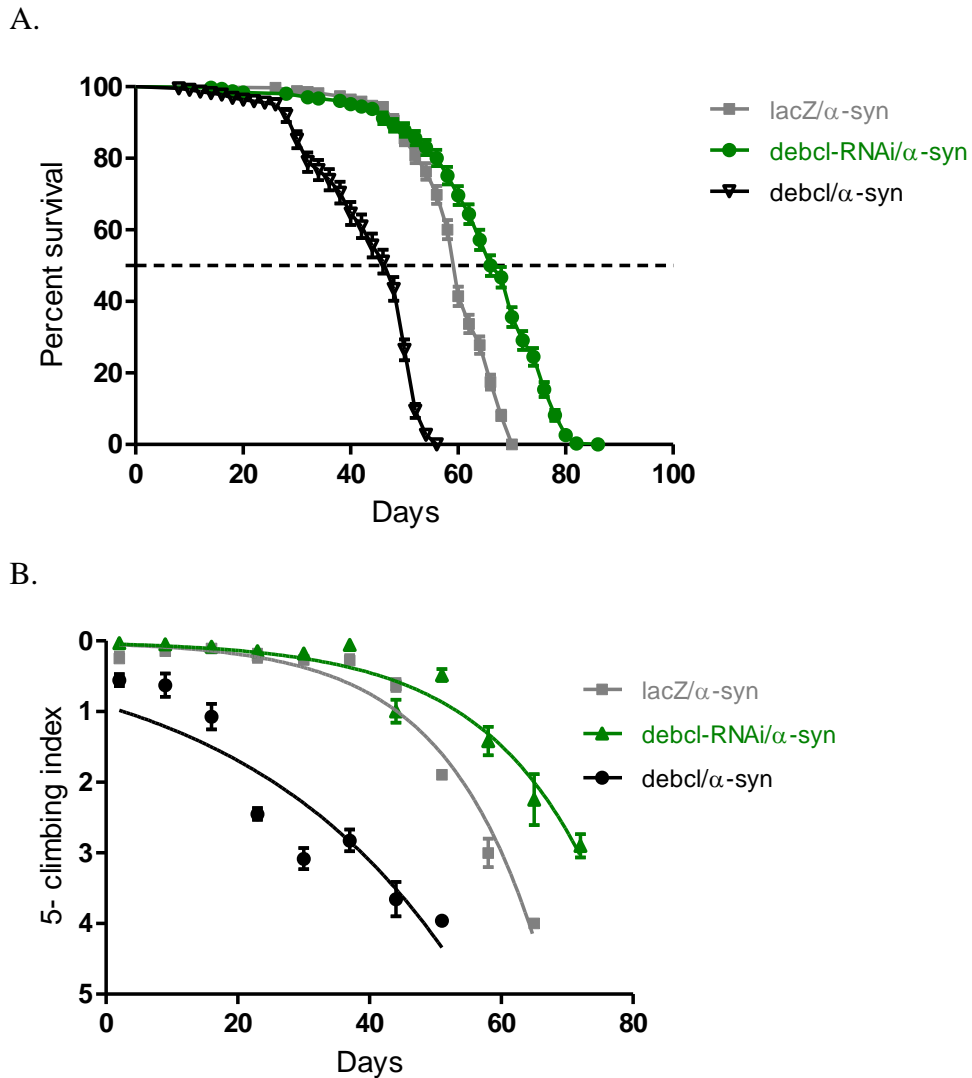 A.
Percent survival
100
80
60
40
20
0
0 20 40 60 80 100
Days
lacZ/α-syn
debcl-RNAi/α-syn
debcl/α-syn
B.
5- climbing index
0
1
2
3
4
5
0 20 40 60 80
Days
lacZ/α-syn
debcl-RNAi/α-syn
debcl/α-syn